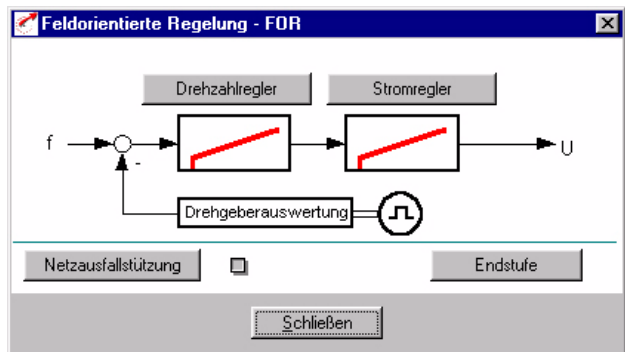 Feldorientierte Regelung - FOR
Drehzahlregler Stromregler
f - U
Drehgeberauswertung
Netzausfallstützung Endstufe
Schließen